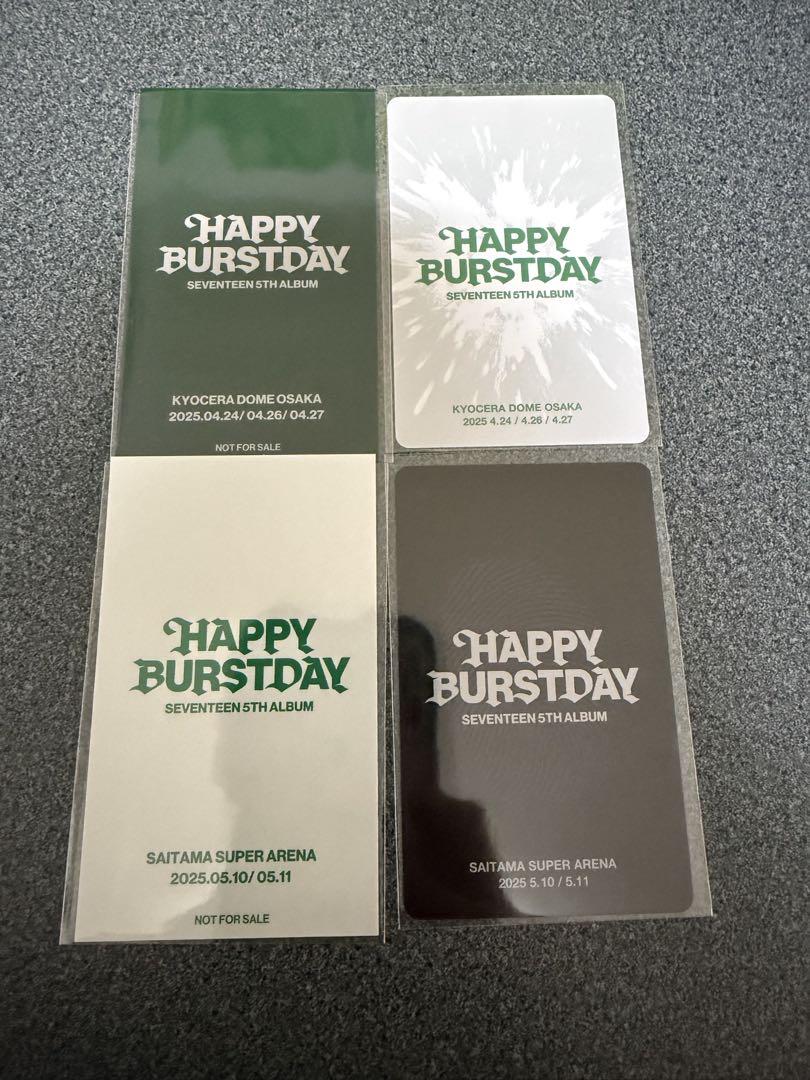 HAPPY
BURSTDAY
SEVENTEEN 5TH ALBUM
KYOCERA DOME OSAKA
2025.04.24/ 04.26/ 04.27
NOT FOR SALE
HAPPY
BURSTDAY
SEVENTEEN 5TH ALBUM
KYOCERA DOME OSAKA
2025 4.24 / 4.26 / 4.27
HAPPY
BURSTDAY
SEVENTEEN 5TH ALBUM
SAITAMA SUPER ARENA
2025.05.10/ 05.11
NOT FOR SALE
HAPPY
BURSTDAY
SEVENTEEN 5TH ALBUM
SAITAMA SUPER ARENA
2025 5.10 / 5.11